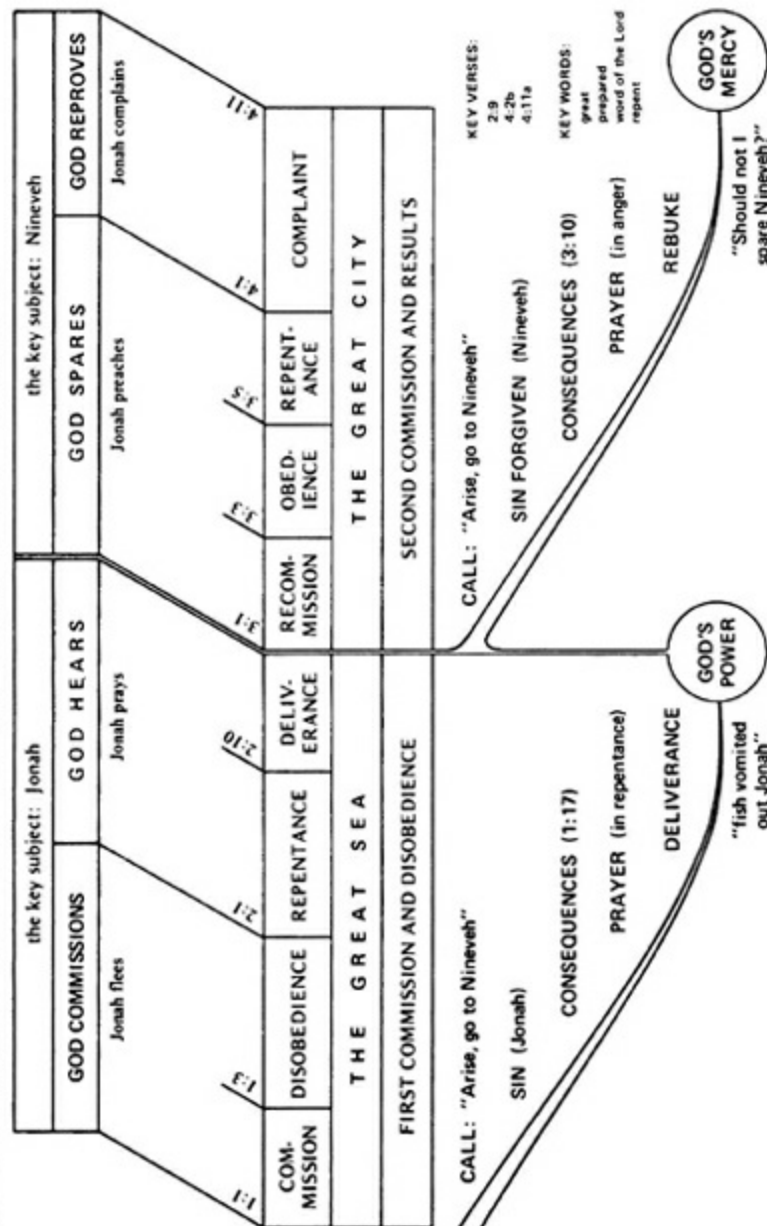 the key subject: Jonah
the key subject: Nineveh
GOD COMMISSIONS
GOD HEARS
GOD SPARES
GOD REPROVES
Jonah flees
Jonah prays
Jonah preaches
Jonah complains
1:1
1:3
2:1
2:10
3:1
3:3
3:5
4:1
4:11
COM-
MISSION
DISOBEDIENCE
REPENTANCE
DELIV-
ERANCE
RECOM-
MISSION
OBED-
IENCE
REPENT-
ANCE
COMPLAINT
THE GREAT SEA
THE GREAT CITY
FIRST COMMISSION AND DISOBEDIENCE
SECOND COMMISSION AND RESULTS
CALL: "Arise, go to Nineveh"
SIN (Jonah)
CONSEQUENCES (1:17)
PRAYER (in repentance)
DELIVERANCE
GOD'S
POWER
"fish vomited
out Jonah"
CALL: "Arise, go to Nineveh"
SIN FORGIVEN (Nineveh)
CONSEQUENCES (3:10)
PRAYER (in anger)
REBUKE
GOD'S
MERCY
"Should not I
spare Nineveh?"
KEY VERSES:
2:9
4:2b
4:11a
KEY WORDS:
great
prepared
word of the Lord
repent